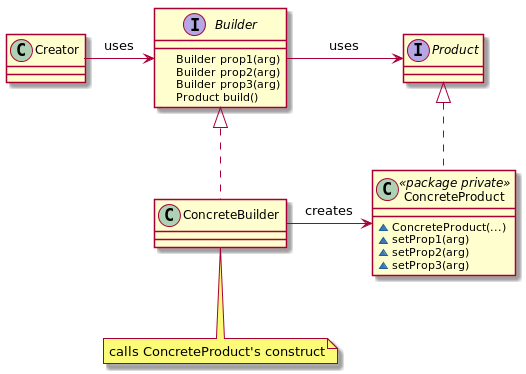 C Creator
uses
I Builder
Builder prop1(arg)
Builder prop2(arg)
Builder prop3(arg)
Product build()
uses
I Product
C ConcreteBuilder
creates
C «package private»
ConcreteProduct
ConcreteProduct(...)
setProp1(arg)
setProp2(arg)
setProp3(arg)
calls ConcreteProduct's construct